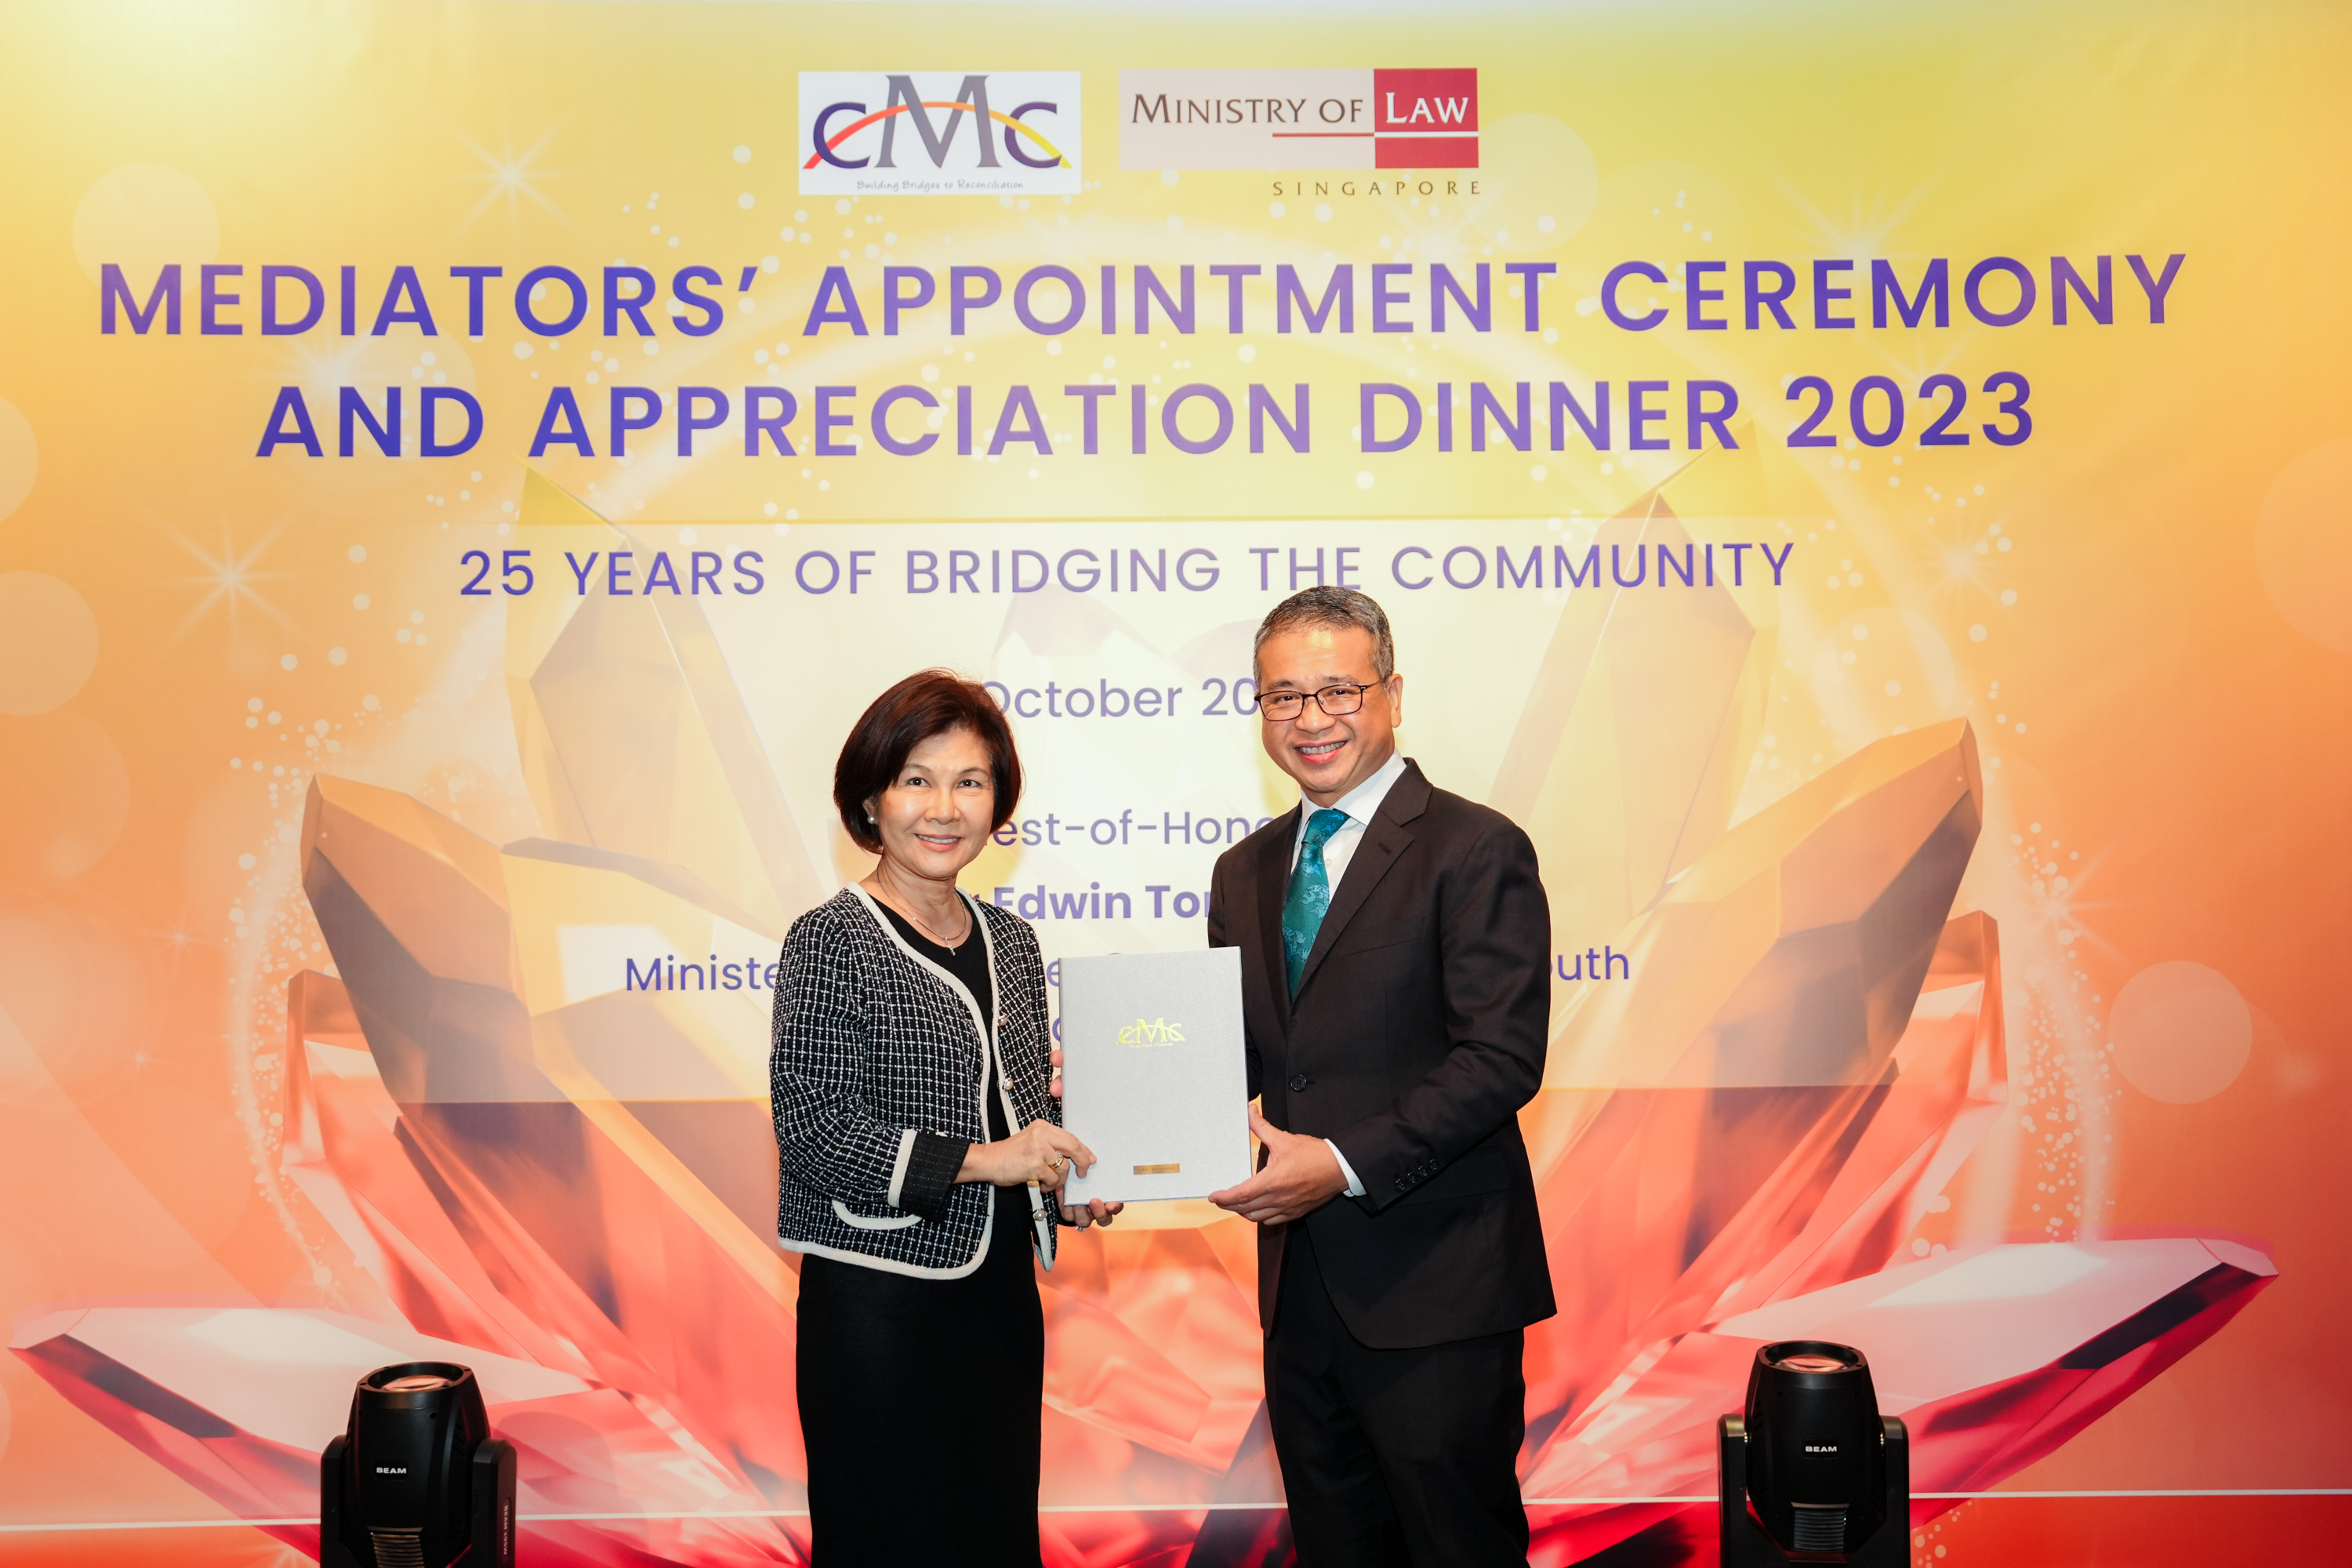 CMC
Building Bridges to Reconciliation
MINISTRY OF LAW
SINGAPORE
MEDIATORS’ APPOINTMENT CEREMONY
AND APPRECIATION DINNER 2023
25 YEARS OF BRIDGING THE COMMUNITY
October 20
est-of-Hono
Edwin Ton
Ministe
outh
CMC
BEAM
BEAM